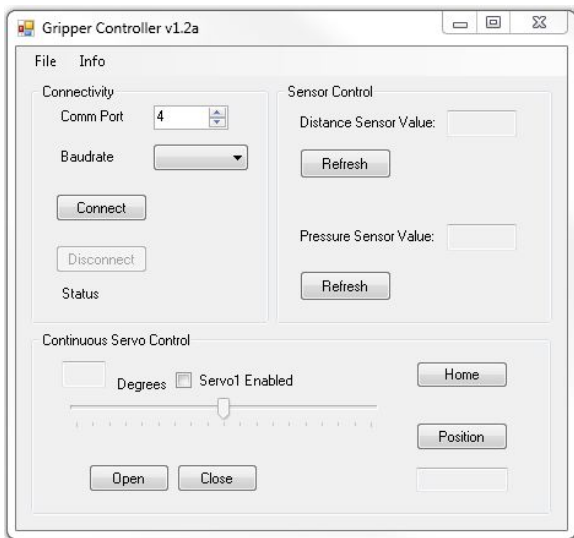 Gripper Controller v1.2a
File Info
Connectivity
Comm Port 4
Baudrate
Connect
Disconnect
Status
Sensor Control
Distance Sensor Value:
Refresh
Pressure Sensor Value:
Refresh
Continuous Servo Control
Degrees Servo1 Enabled
Home
Position
Open Close